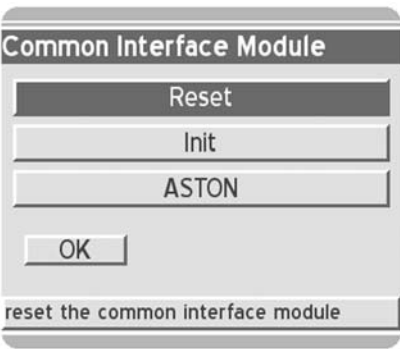 Common Interface Module
Reset
Init
ASTON
OK
reset the common interface module